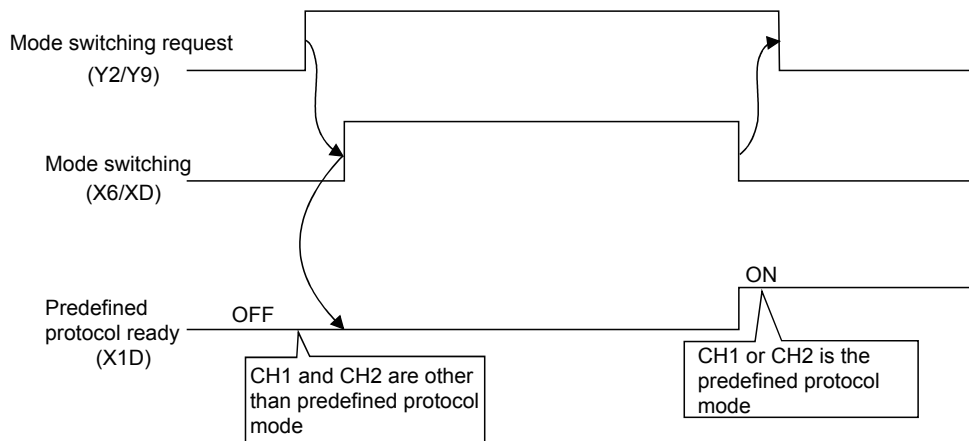 Mode switching request
(Y2/Y9)
Mode switching
(X6/XD)
Predefined
protocol ready
(X1D)
OFF
ON
CH1 and CH2 are other
than predefined protocol
mode
CH1 or CH2 is the
predefined protocol
mode